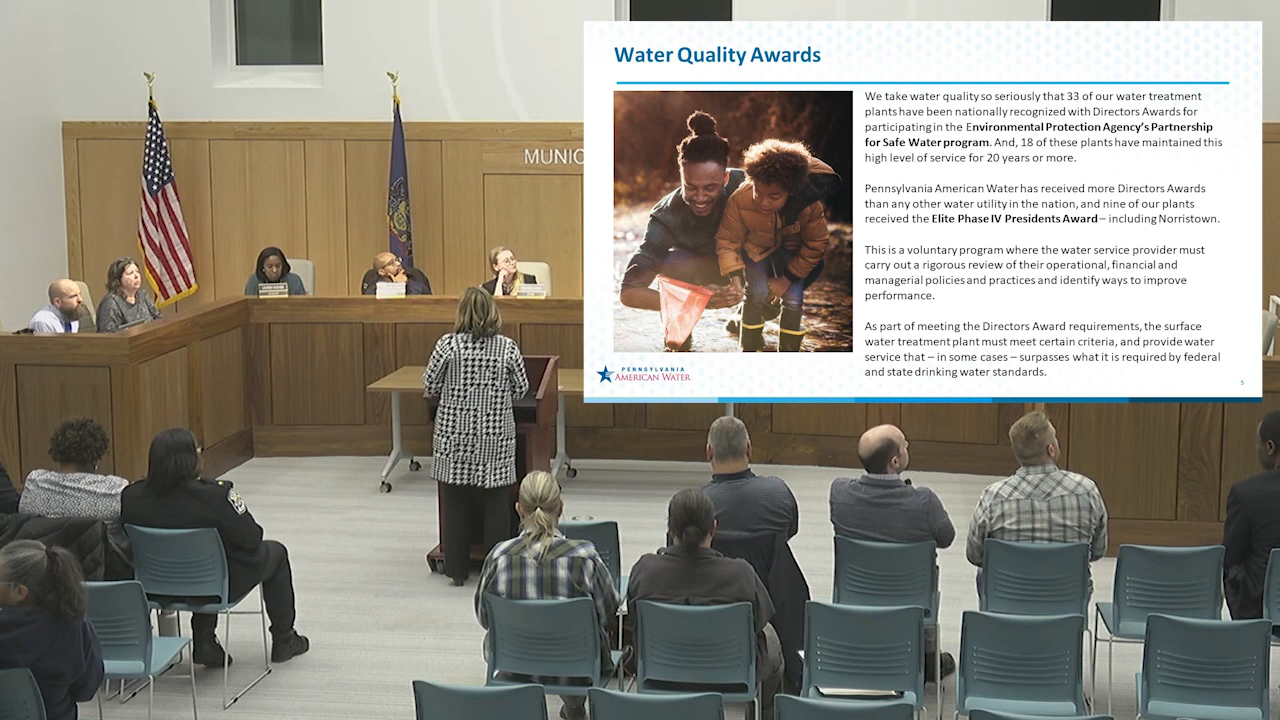 Water Quality Awards
We take water quality so seriously that 33 of our water treatment
plants have been nationally recognized with Directors Awards for
participating in the Environmental Protection Agency's Partnership
for Safe Water program. And, 18 of these plants have maintained this
high level of service for 20 years or more.
Pennsylvania American Water has received more Directors Awards
than any other water utility in the nation, and nine of our plants
received the Elite Phase IV Presidents Award – including Norristown.
This is a voluntary program where the water service provider must
carry out a rigorous review of their operational, financial and
managerial policies and practices and identify ways to improve
performance.
As part of meeting the Directors Award requirements, the surface
water treatment plant must meet certain criteria, and provide water
service that – in some cases – surpasses what it is required by federal
and state drinking water standards.
PENNSYLVANIA
AMERICAN WATER
5
MUNIC